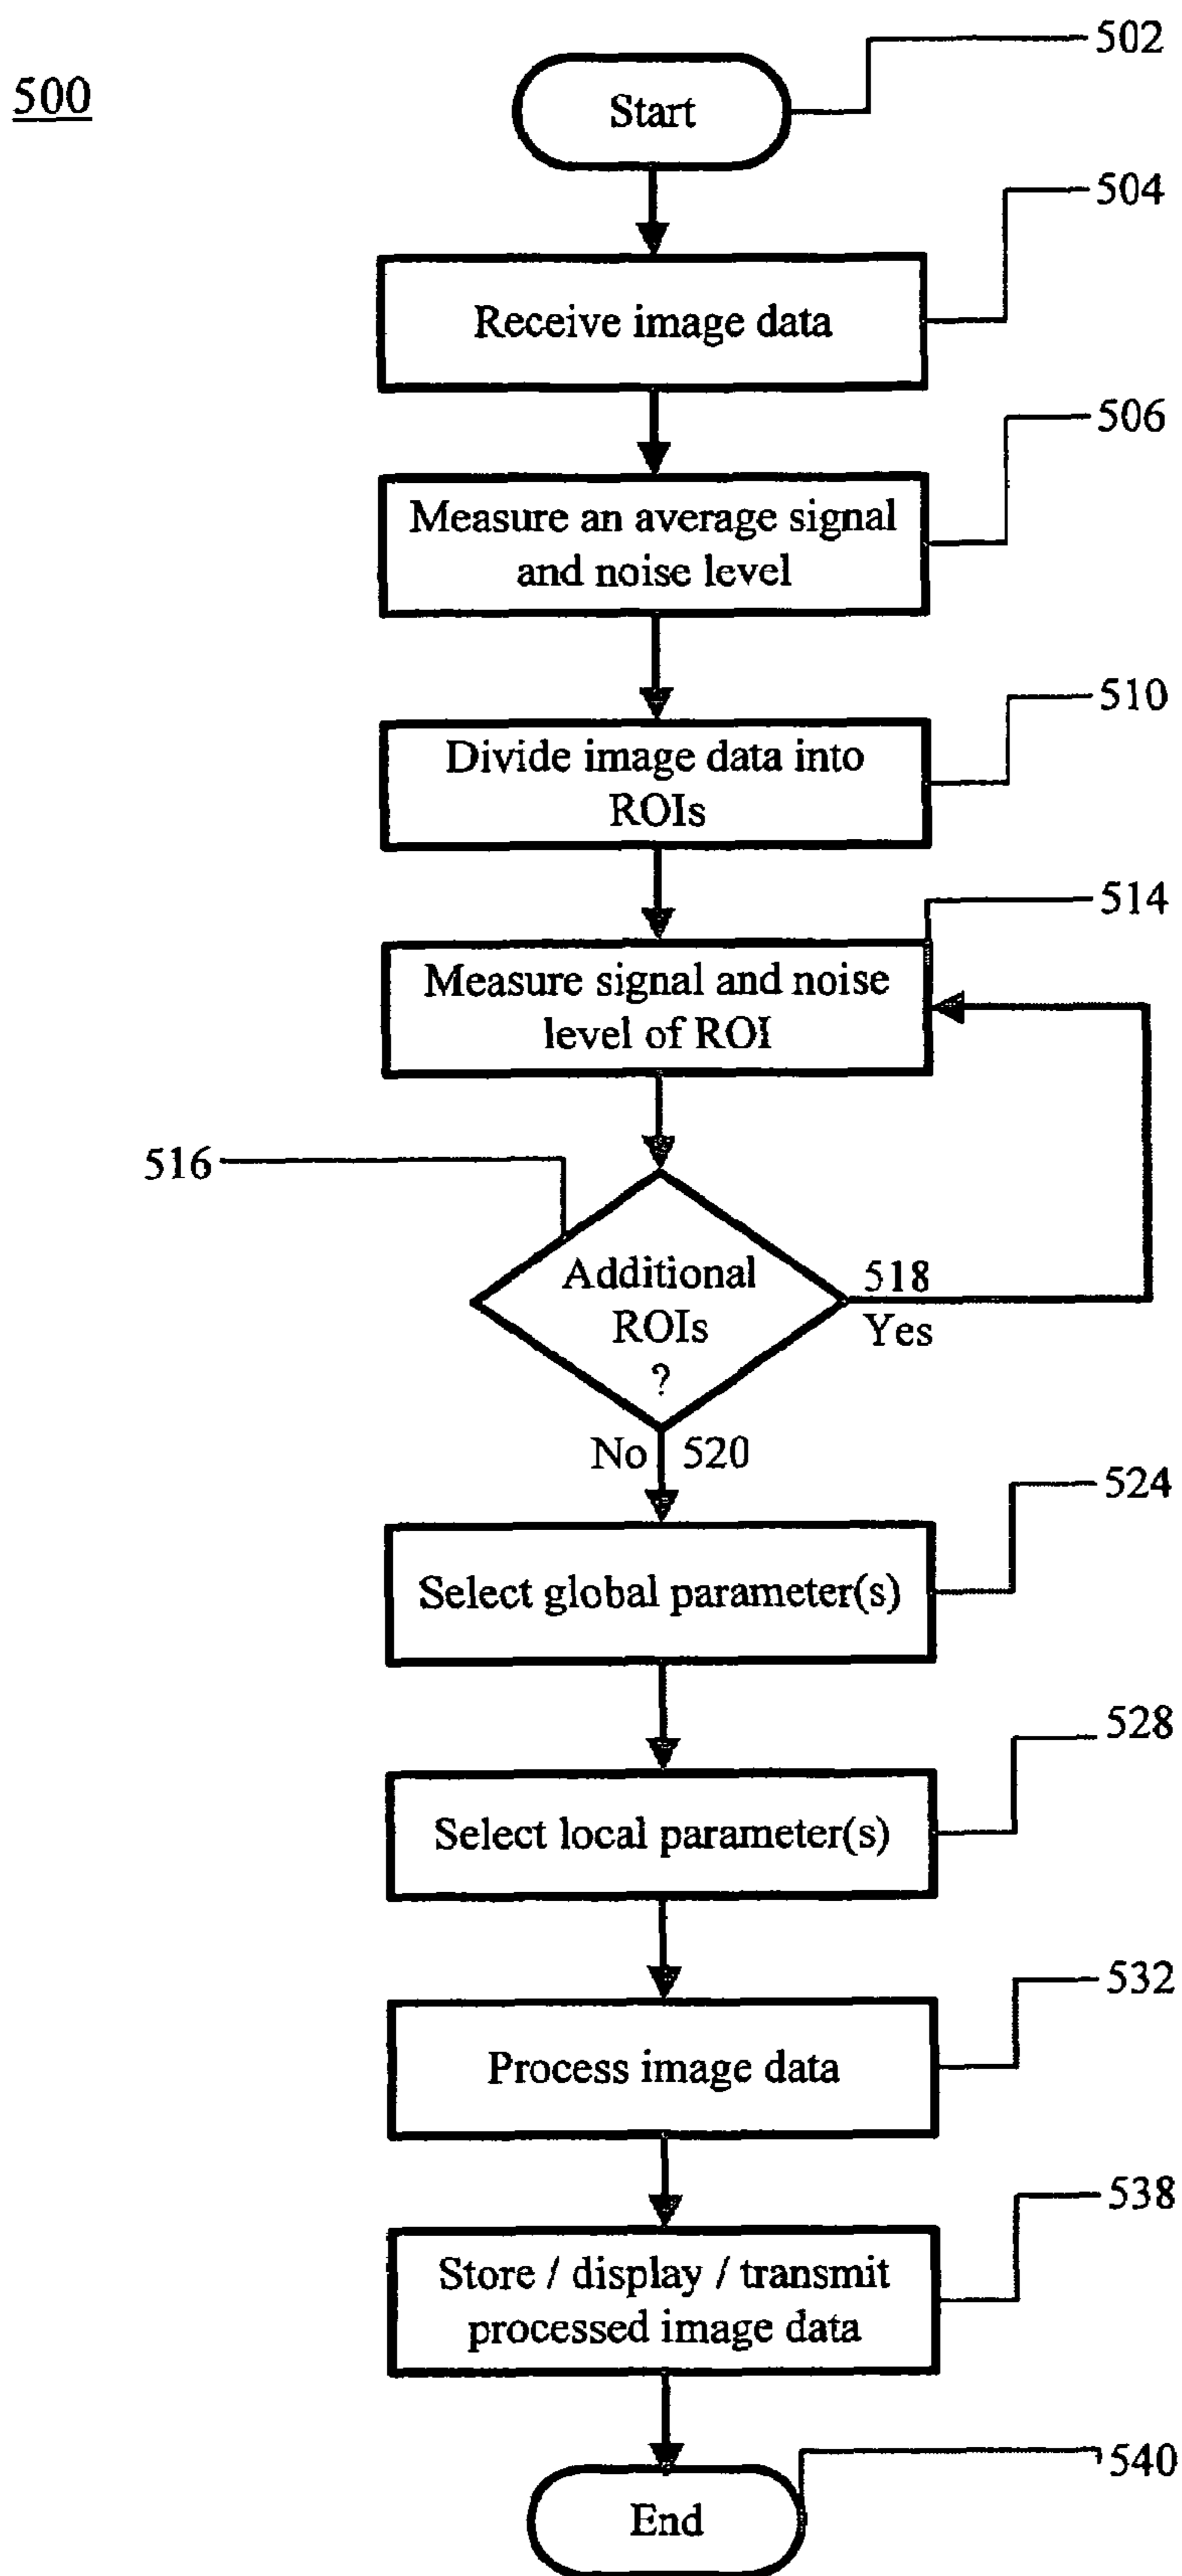 502
500
Start
504
Receive image data
506
Measure an average signal
and noise level
510
Divide image data into
ROIs
514
Measure signal and noise
level of ROI
516
Additional
ROIs
?
518
Yes
No 520
524
Select global parameter(s)
528
Select local parameter(s)
532
Process image data
538
Store / display / transmit
processed image data
540
End